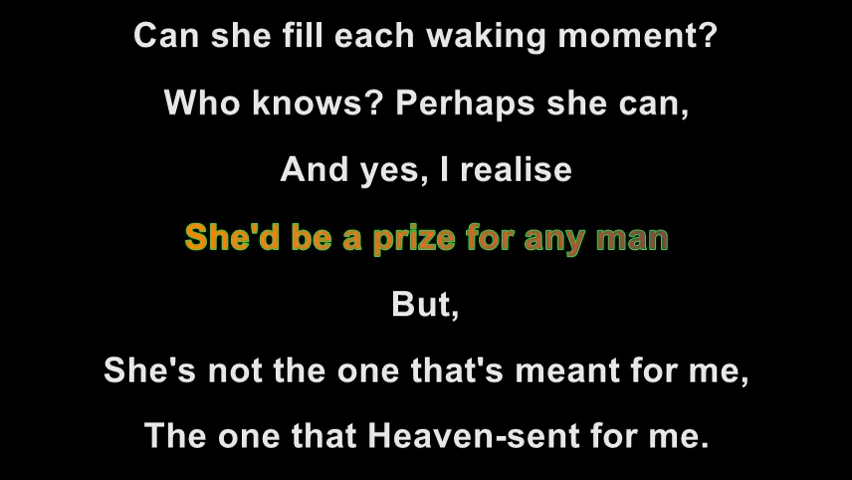 Can she fill each waking moment?
Who knows? Perhaps she can,
And yes, I realise
She'd be a prize for any man
But,
She's not the one that's meant for me,
The one that Heaven-sent for me.